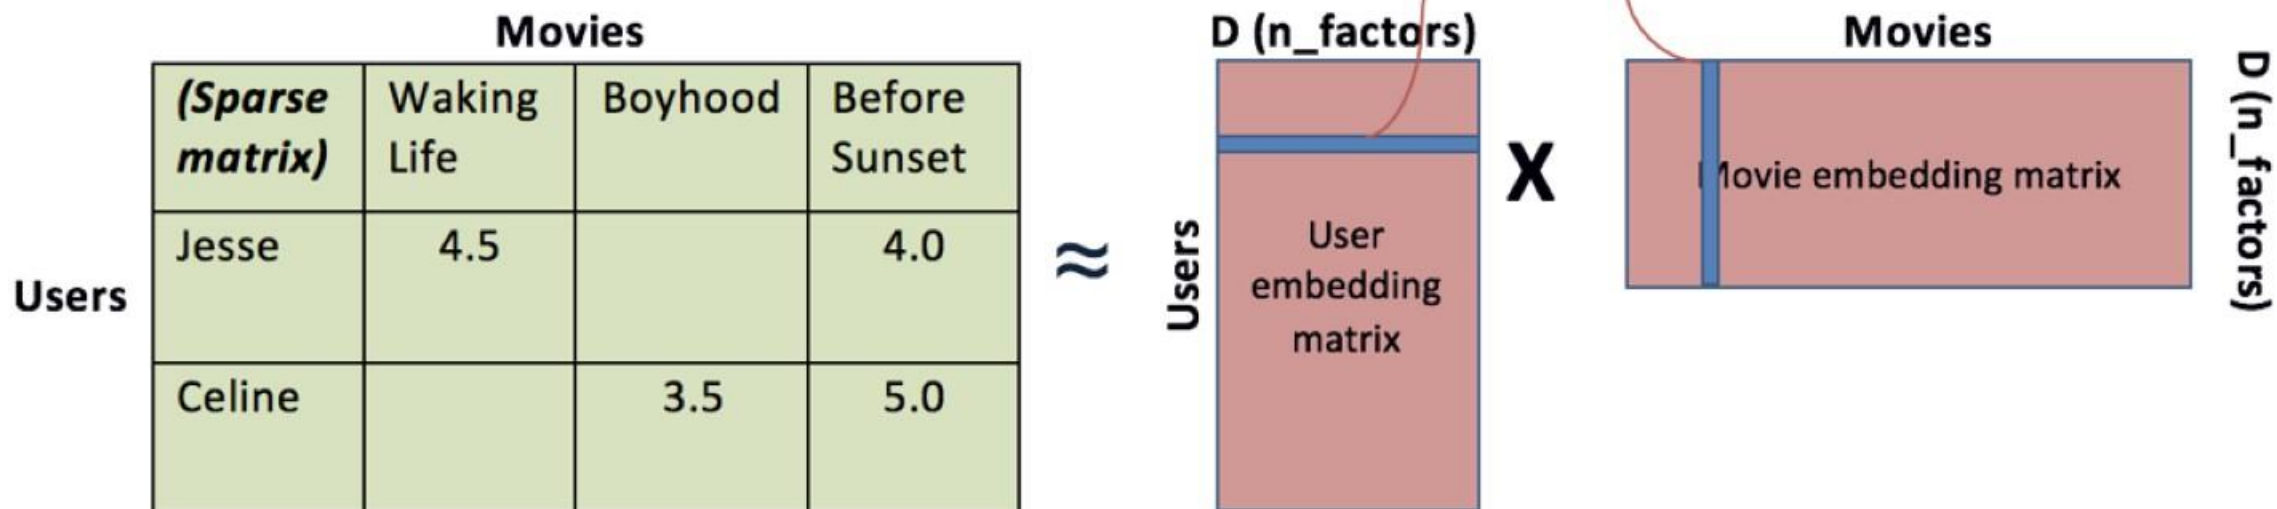 Movies
(Sparse matrix)
Waking Life
Boyhood
Before Sunset
Users
Jesse
4.5
4.0
Celine
3.5
5.0
≈
D (n_factors)
Users
User
embedding
matrix
X
Movies
Movie embedding matrix
D (n_factors)